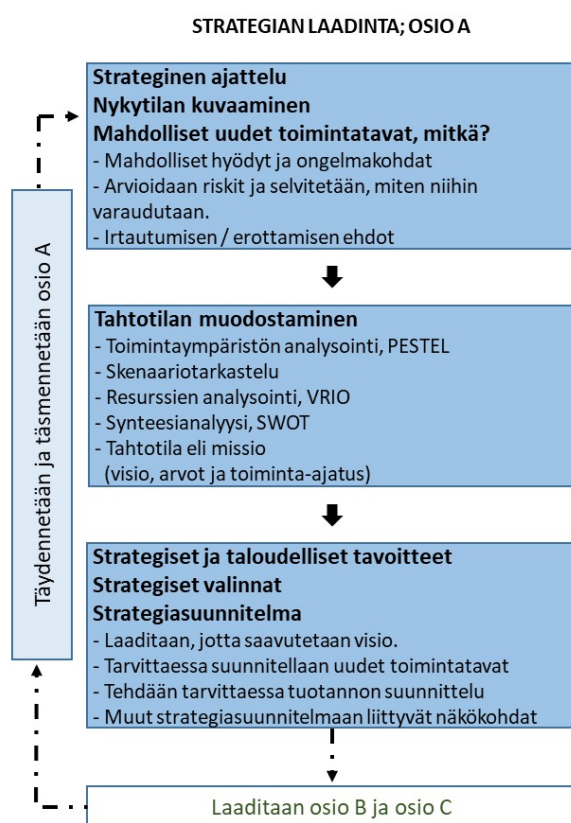 STRATEGIAN LAADINTA; OSIO A
Strateginen ajattelu
Nykytilan kuvaaminen
Mahdolliset uudet toimintatavat, mitkä?
- Mahdolliset hyödyt ja ongelmakohdat
- Arvioidaan riskit ja selvitetään, miten niihin
varaudutaan.
- Irtautumisen / erottamisen ehdot
Tahtotilan muodostaminen
- Toimintaympäristön analysointi, PESTEL
- Skenaariotarkastelu
- Resurssien analysointi, VRIO
- Synteesianalyysi, SWOT
- Tahtotila eli missio
(visio, arvot ja toiminta-ajatus)
Strategiset ja taloudelliset tavoitteet
Strategiset valinnat
Strategiasuunnitelma
- Laaditaan, jotta saavutetaan visio.
- Tarvittaessa suunnitellaan uudet toimintatavat
- Tehdään tarvittaessa tuotannon suunnittelu
- Muut strategiasuunnitelmaan liittyvät näkökohdat
Laaditaan osio B ja osio C
Täydennetään ja täsmennetään osio A